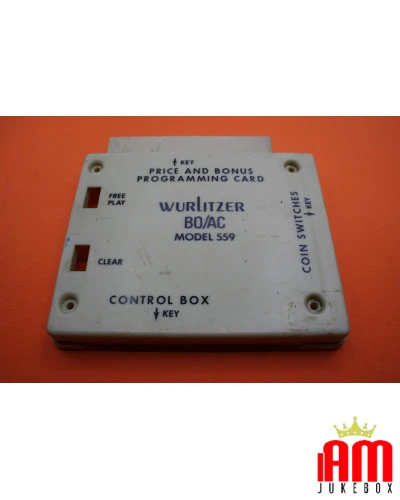 KEY
PRICE AND BONUS
PROGRAMMING CARD
FREE
PLAY
WURLITZER
BO/AC
MODEL 559
COIN SWITCHES
KEY
CLEAR
CONTROL BOX
KEY
IAM
JUKEBOX